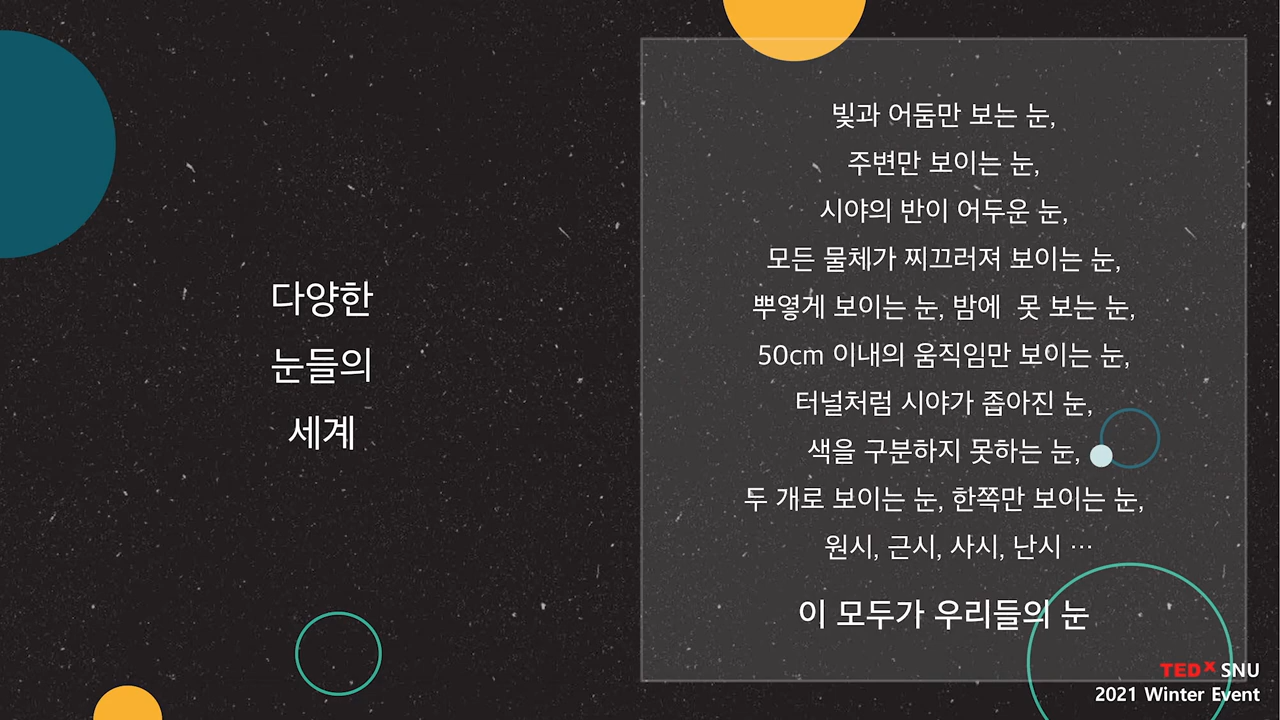 다양한
눈들의
세계
빛과 어둠만 보는 눈,
주변만 보이는 눈,
시야의 반이 어두운 눈,
모든 물체가 찌끄러져 보이는 눈,
뿌옇게 보이는 눈, 밤에 못 보는 눈,
50cm 이내의 움직임만 보이는 눈,
터널처럼 시야가 좁아진 눈,
색을 구분하지 못하는 눈,
두 개로 보이는 눈, 한쪽만 보이는 눈,
원시, 근시, 사시, 난시 …
이 모두가 우리들의 눈
TEDx SNU
2021 Winter Event